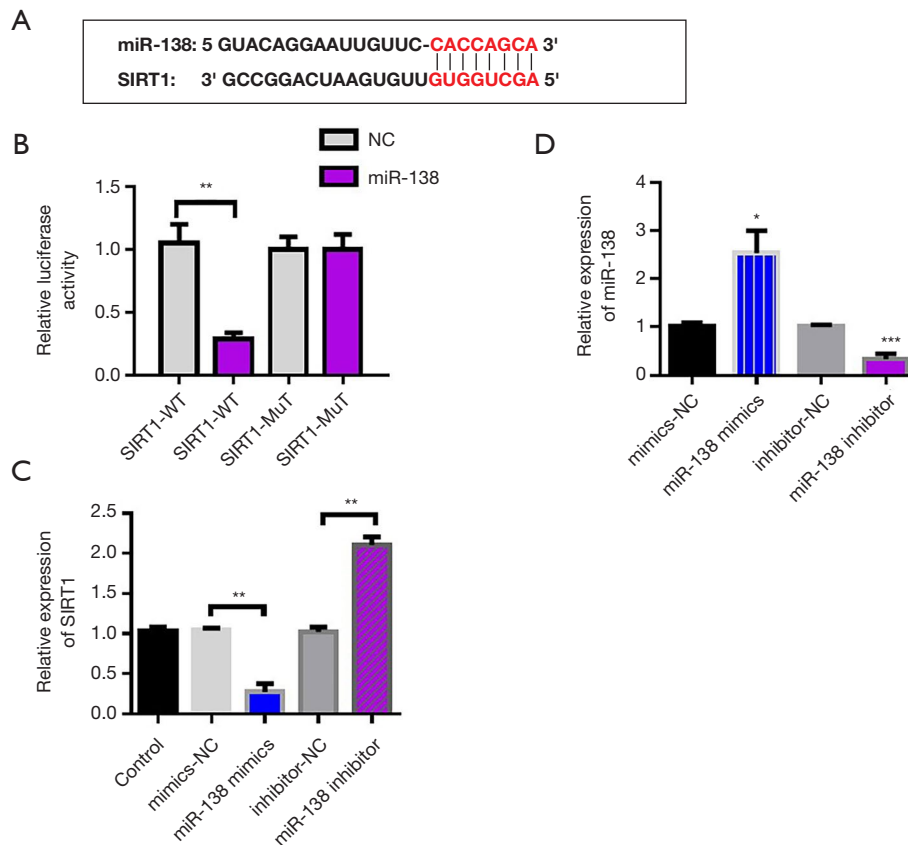 A
miR-138: 5 GUACAGGAAUUGUUC-CACCAGCA 3'
SIRT1: 3' GCCGGACUAAGUGUUGUGGUCGA 5'
B
NC
miR-138
Relative luciferase
activity
1.5
1.0
0.5
0.0
**
SIRT1-WT
SIRT1-WT
SIRT1-MuT
SIRT1-MuT
D
Relative expression
of miR-138
4
3
2
1
0
*
***
mimics-NC
miR-138 mimics
inhibitor-NC
miR-138 inhibitor
C
Relative expression
of SIRT1
2.5
2.0
1.5
1.0
0.5
0.0
**
**
Control
mimics-NC
miR-138 mimics
inhibitor-NC
miR-138 inhibitor